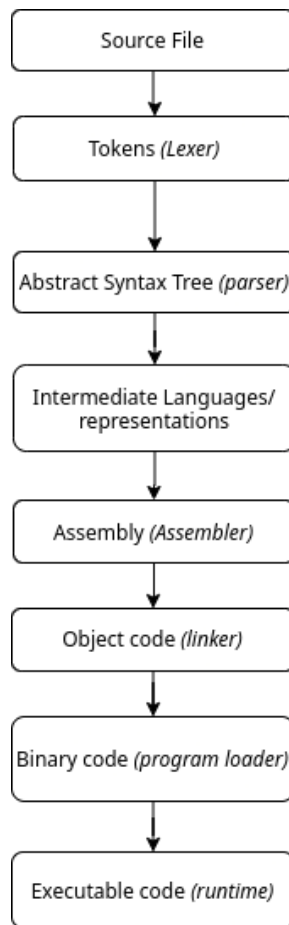 Source File
Tokens (Lexer)
Abstract Syntax Tree (parser)
Intermediate Languages/
representations
Assembly (Assembler)
Object code (linker)
Binary code (program loader)
Executable code (runtime)